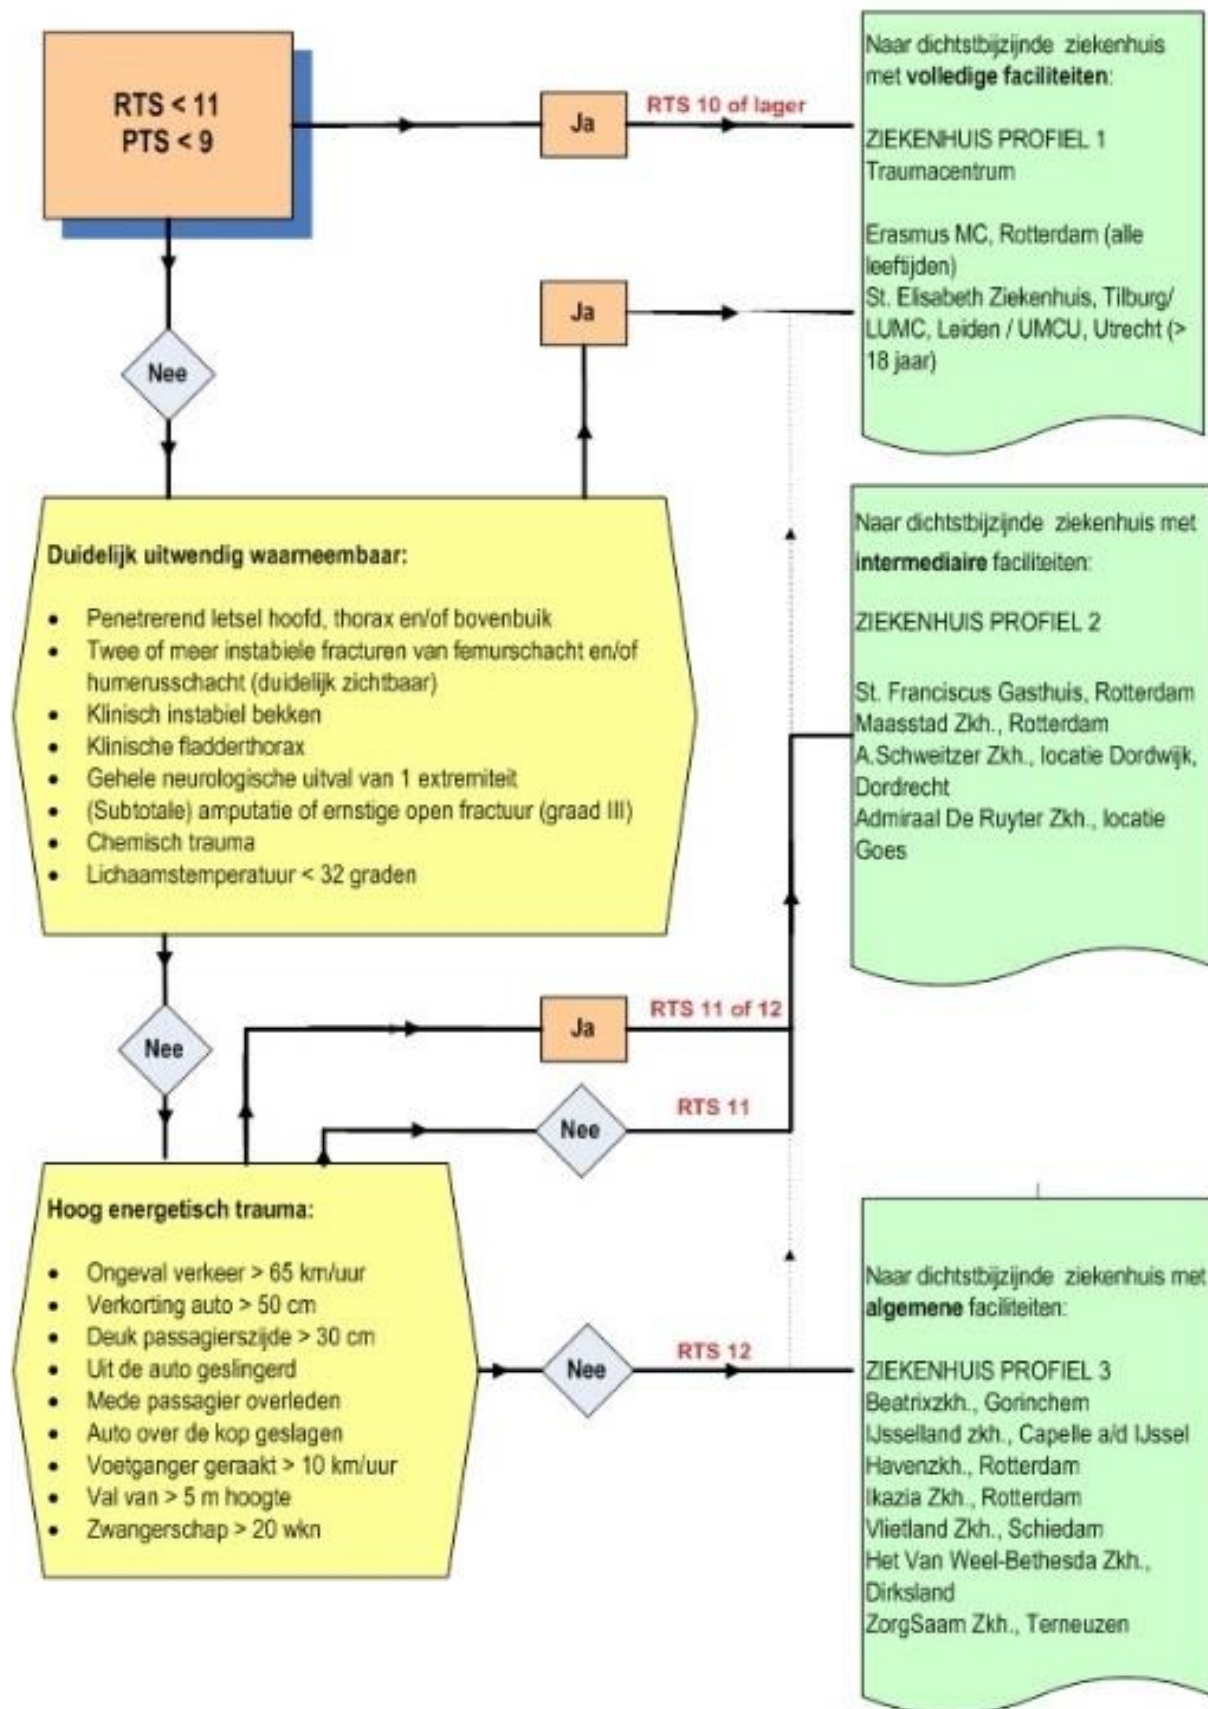 RTS < 11
PTS < 9
Ja
RTS 10 of lager
Naar dichtstbijzijnde ziekenhuis
met volledige faciliteiten:
ZIEKENHUIS PROFIEL 1
Traumacentrum
Erasmus MC, Rotterdam (alle
leeftijden)
St. Elisabeth Ziekenhuis, Tilburg/
LUMC, Leiden / UMCU, Utrecht (>
18 jaar)
Ja
Nee
Duidelijk uitwendig waarneembaar:
• Penetrerend letsel hoofd, thorax en/of bovenbuik
• Twee of meer instabiele fracturen van femurschacht en/of
humerusschacht (duidelijk zichtbaar)
• Klinisch instabiel bekken
• Klinische fladderthorax
• Gehele neurologische uitval van 1 extremiteit
• (Subtotale) amputatie of ernstige open fractuur (graad III)
• Chemisch trauma
• Lichaamstemperatuur < 32 graden
Naar dichtstbijzijnde ziekenhuis met
intermediaire faciliteiten:
ZIEKENHUIS PROFIEL 2
St. Franciscus Gasthuis, Rotterdam
Maasstad Zkh., Rotterdam
A.Schweitzer Zkh., locatie Dordwijk,
Dordrecht
Admiraal De Ruyter Zkh., locatie
Goes
Nee
Ja
RTS 11 of 12
Nee
RTS 11
Hoog energetisch trauma:
• Ongeval verkeer > 65 km/uur
• Verkorting auto > 50 cm
• Deuk passagierszijde > 30 cm
• Uit de auto geslingerd
• Mede passagier overleden
• Auto over de kop geslagen
• Voetganger geraakt > 10 km/uur
• Val van > 5 m hoogte
• Zwangerschap > 20 wkn
Nee
RTS 12
Naar dichtstbijzijnde ziekenhuis met
algemene faciliteiten:
ZIEKENHUIS PROFIEL 3
Beatrixzkh., Gorinchem
IJsselland zkh., Capelle a/d IJssel
Havenzkh., Rotterdam
Ikazia Zkh., Rotterdam
Vlietland Zkh., Schiedam
Het Van Weel-Bethesda Zkh.,
Dirksland
ZorgSaam Zkh., Terneuzen